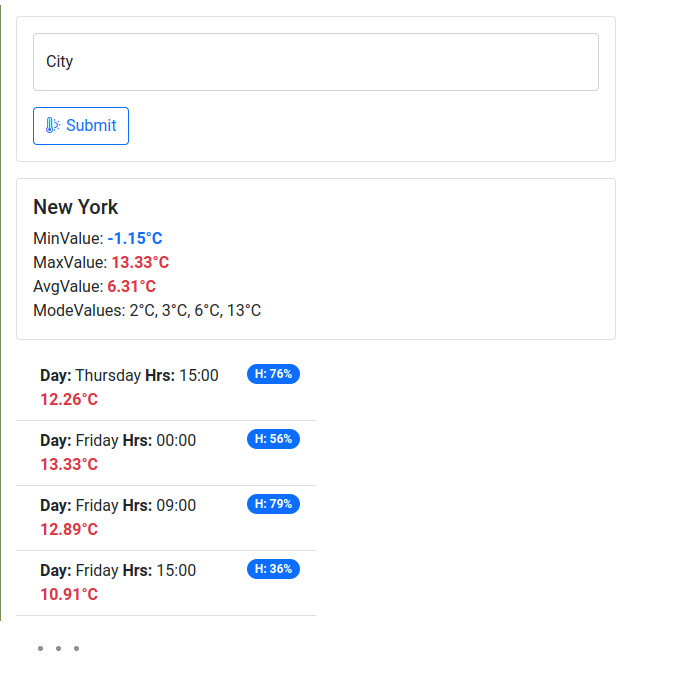 City
Submit
New York
MinValue: -1.15°C
MaxValue: 13.33°C
AvgValue: 6.31°C
ModeValues: 2°C, 3°C, 6°C, 13°C
Day: Thursday Hrs: 15:00 H: 76%
12.26°C
Day: Friday Hrs: 00:00 H: 56%
13.33°C
Day: Friday Hrs: 09:00 H: 79%
12.89°C
Day: Friday Hrs: 15:00 H: 36%
10.91°C